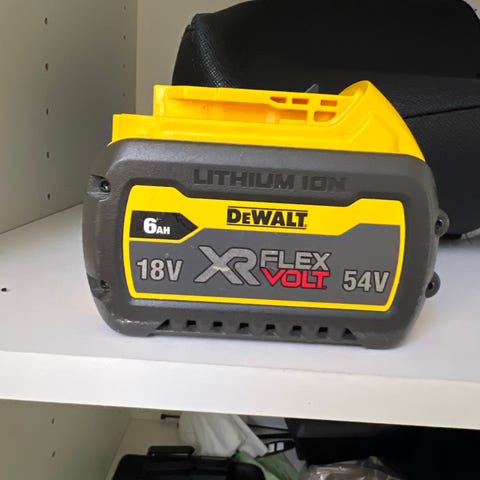 LITHIUM ION
DEWALT
6AH
18V XR FLEX VOLT 54V